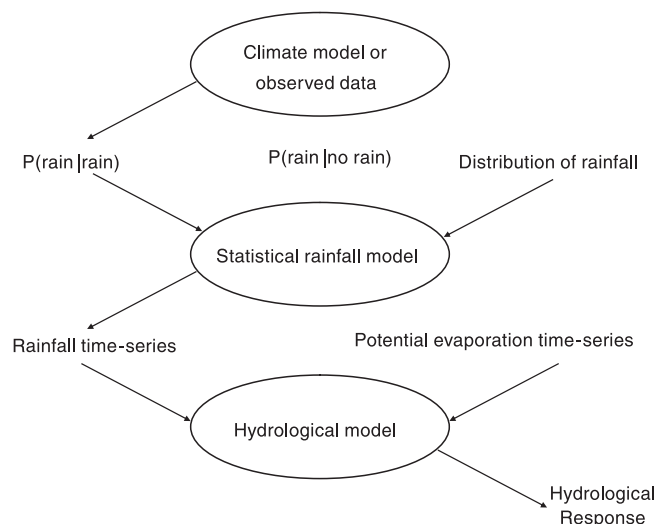 Climate model or
observed data
P(rain|rain)
P(rain|no rain)
Distribution of rainfall
Statistical rainfall model
Rainfall time-series
Potential evaporation time-series
Hydrological model
Hydrological
Response